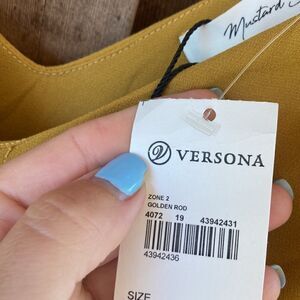 Mustard S
VERSONA
ZONE 2
GOLDEN ROD
4072 19 43942431
43942436
SIZE